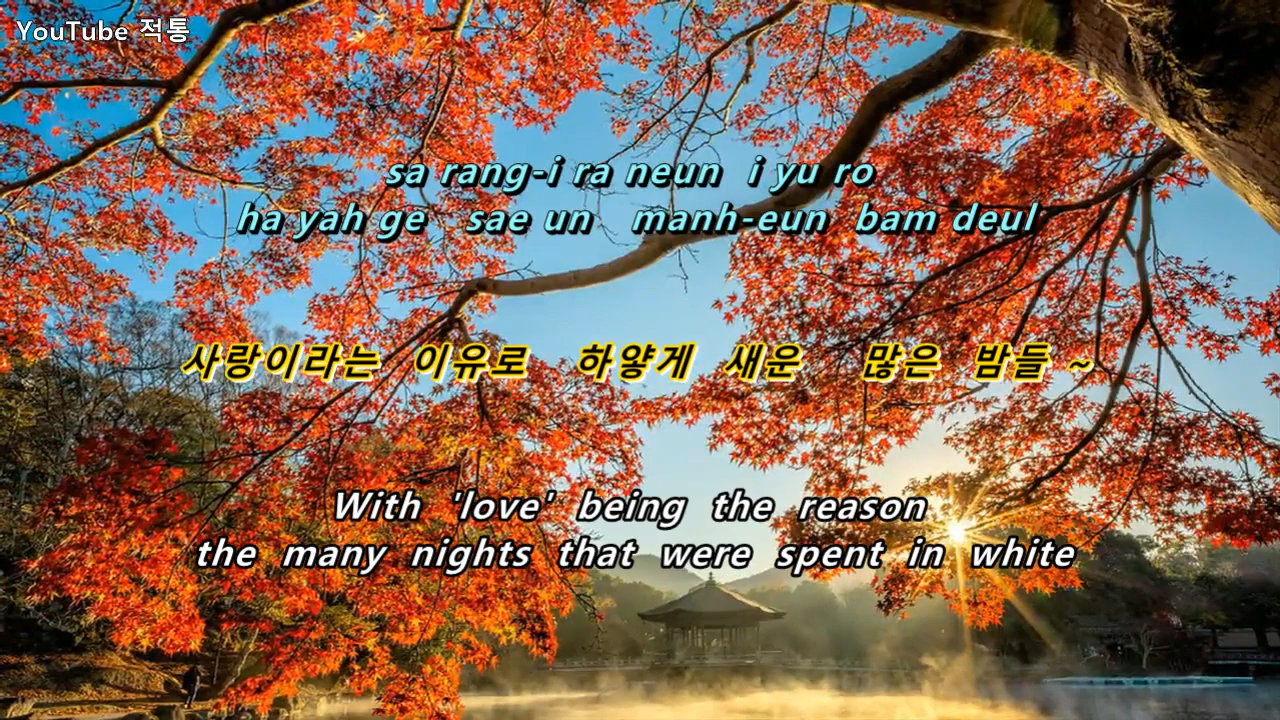 YouTube 적통
sa rang-i ra neun i yu ro
ha yah ge sae un manh-eun bam deul
사랑이라는 이유로 하얗게 새운 많은 밤들 ~
With 'love' being the reason
the many nights that were spent in white